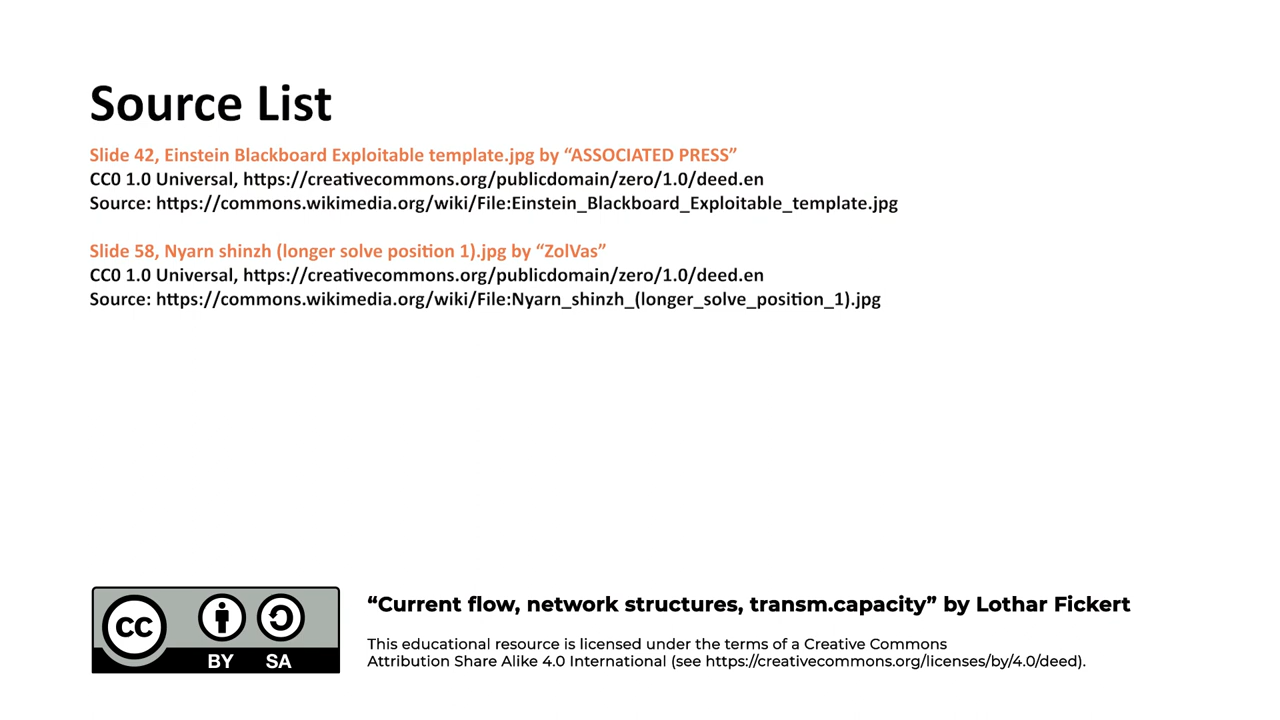 Source List
Slide 42, Einstein Blackboard Exploitable template.jpg by “ASSOCIATED PRESS”
CC0 1.0 Universal, https://creativecommons.org/publicdomain/zero/1.0/deed.en
Source: https://commons.wikimedia.org/wiki/File:Einstein_Blackboard_Exploitable_template.jpg
Slide 58, Nyarn shinzh (longer solve position 1).jpg by “ZolVas”
CC0 1.0 Universal, https://creativecommons.org/publicdomain/zero/1.0/deed.en
Source: https://commons.wikimedia.org/wiki/File:Nyarn_shinzh_(longer_solve_position_1).jpg
cc
BY SA
“Current flow, network structures, transm.capacity” by Lothar Fickert
This educational resource is licensed under the terms of a Creative Commons
Attribution Share Alike 4.0 International (see https://creativecommons.org/licenses/by/4.0/deed).